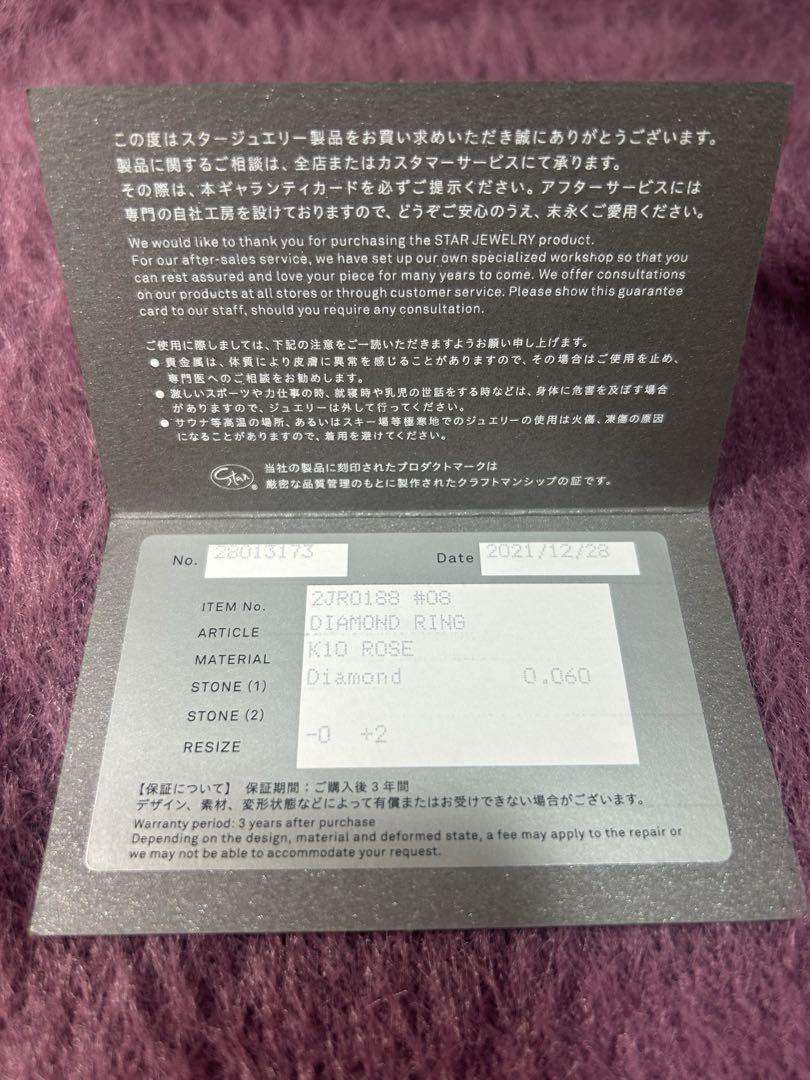 この度はスタージュエリー製品をお買い求めいただき誠にありがとうございます。
製品に関するご相談は、全店またはカスタマーサービスにて承ります。
その際は、本ギャランティカードを必ずご提示ください。アフターサービスには
専門の自社工房を設けておりますので、どうぞご安心のうえ、末永くご愛用ください。
We would like to thank you for purchasing the STAR JEWELRY product.
For our after-sales service, we have set up our own specialized workshop so that you
can rest assured and love your piece for many years to come. We offer consultations
on our products at all stores or through customer service. Please show this guarantee
card to our staff, should you require any consultation.
ご使用に際しましては、下記の注意をご一読いただきますようお願い申し上げます。
● 貴金属は、体質により皮膚に異常を感じることがありますので、その場合はご使用を止め、
専門医へのご相談をお勧めします。
● 激しいスポーツや力仕事の時、就寝時や乳児の世話をする時などは、身体に危害を及ぼす場合
がありますので、ジュエリーは外して行ってください。
● サウナ等高温の場所、あるいはスキー場等極寒地でのジュエリーの使用は火傷、凍傷の原因
になることがありますので、着用を避けてください。
Star ® 当社の製品に刻印されたプロダクトマークは
厳密な品質管理のもとに製作されたクラフトマンシップの証です。
No. 28013173 Date 2021/12/28
ITEM No. 2JR0188 #08
ARTICLE DIAMOND RING
MATERIAL K10 ROSE
STONE (1) Diamond 0.060
STONE (2)
RESIZE -0 +2
【保証について】 保証期間：ご購入後3年間
デザイン、素材、変形状態などによって有償またはお受けできない場合がございます。
Warranty period: 3 years after purchase
Depending on the design, material and deformed state, a fee may apply to the repair or
we may not be able to accommodate your request.